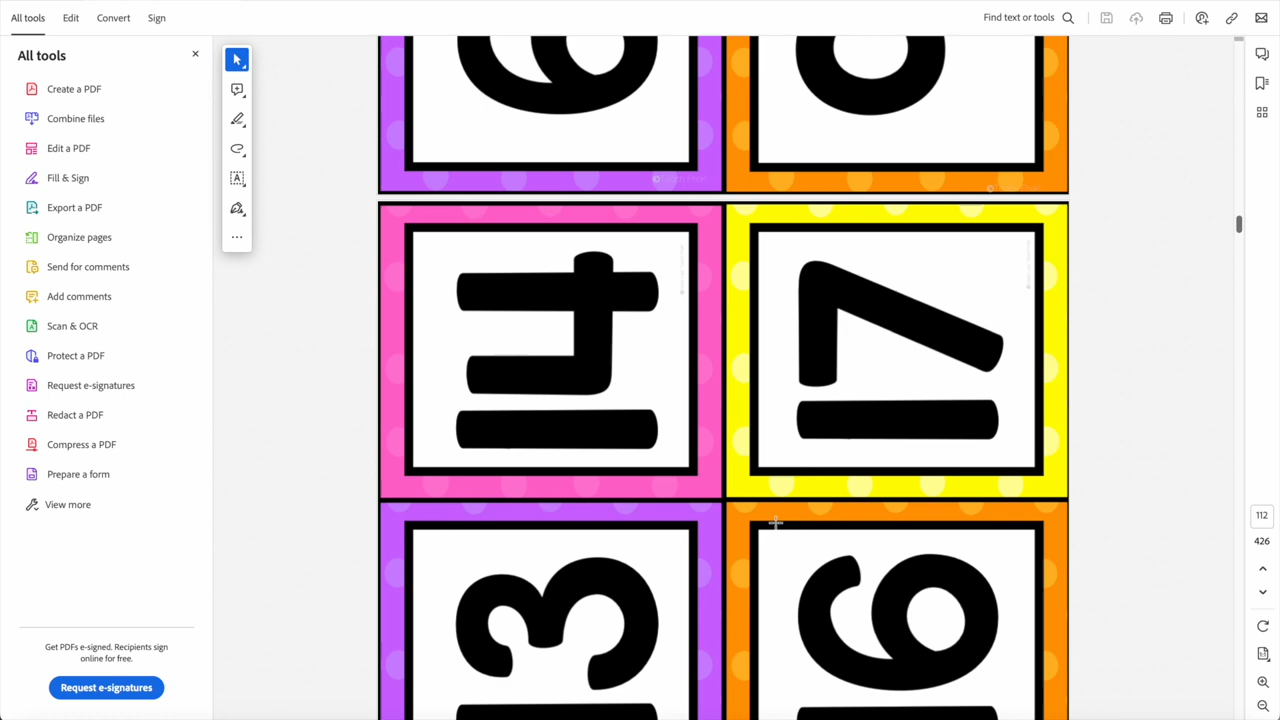 All tools
Edit
Convert
Sign
Find text or tools
All tools
Create a PDF
Combine files
Edit a PDF
Fill & Sign
Export a PDF
Organize pages
Send for comments
Add comments
Scan & OCR
Protect a PDF
Request e-signatures
Redact a PDF
Compress a PDF
Prepare a form
View more
Get PDFs e-signed. Recipients sign
online for free.
Request e-signatures
14
17
13
16
112
426